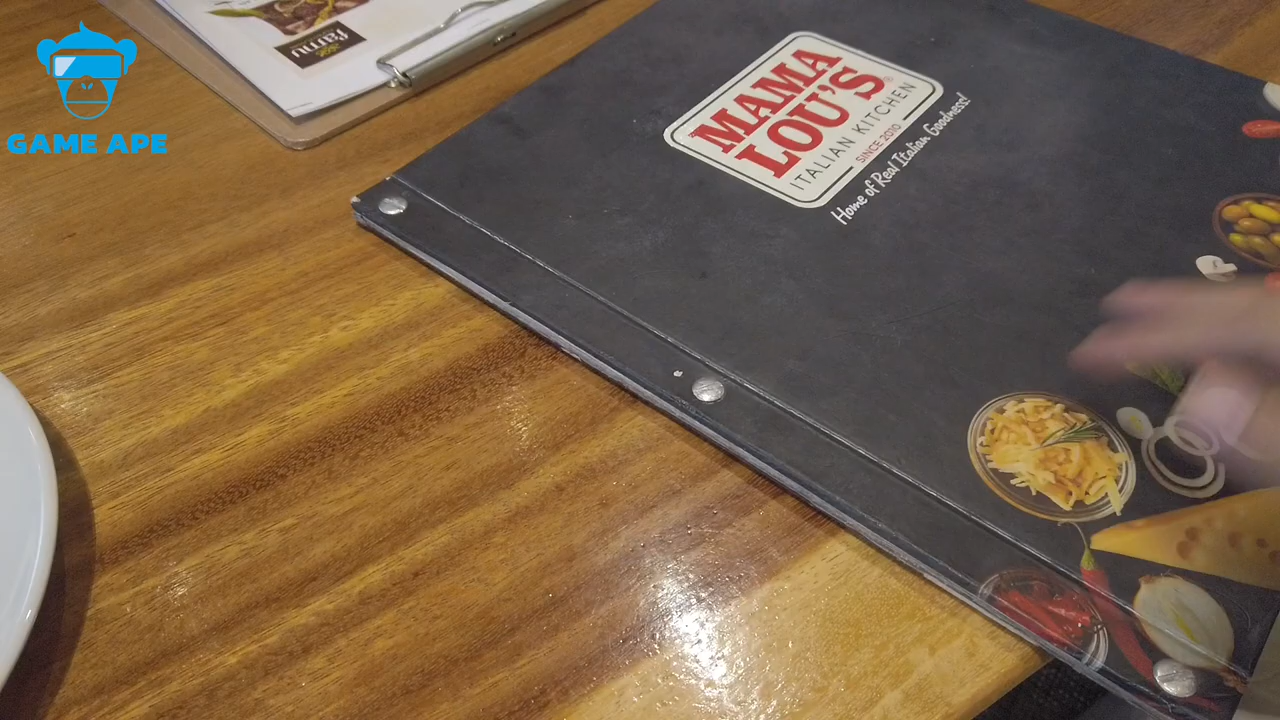 GAME APE
famu
MAMA
LOU'S®
ITALIAN KITCHEN
SINCE 2010
Home of Real Italian Goodness!